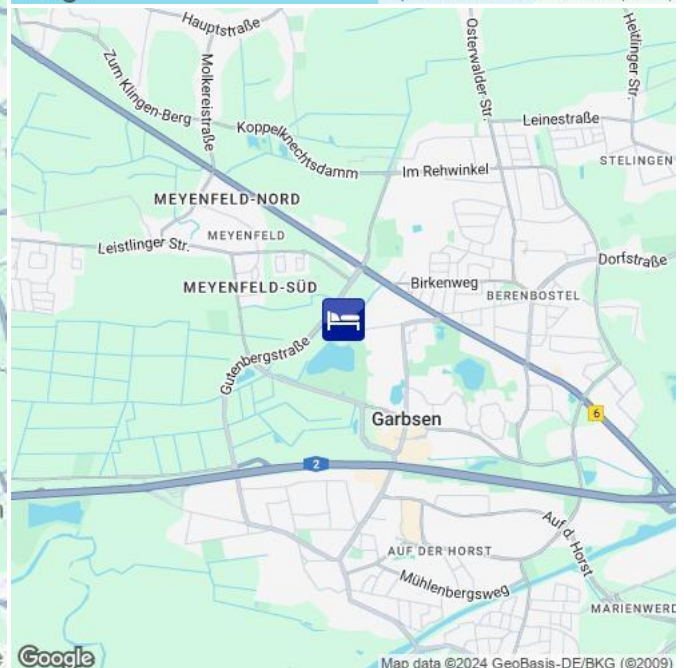 Hauptstraße
Osterwalder Str.
Heitlinger Str.
Zum Klingen-Berg
Molkereistraße
Koppelknechtsdamm
Leinestraße
STELINGEN
Im Rehwinkel
MEYENFELD-NORD
MEYENFELD
Leistlinger Str.
Dorfstraße
MEYENFELD-SÜD
Birkenweg
BERENBOSTEL
Gutenbergstraße
Garbsen
6
2
Auf d. Horst
AUF DER HORST
Mühlenbergsweg
MARIENWERD
Google
Map data ©2024 GeoBasis-DE/BKG (©2009)